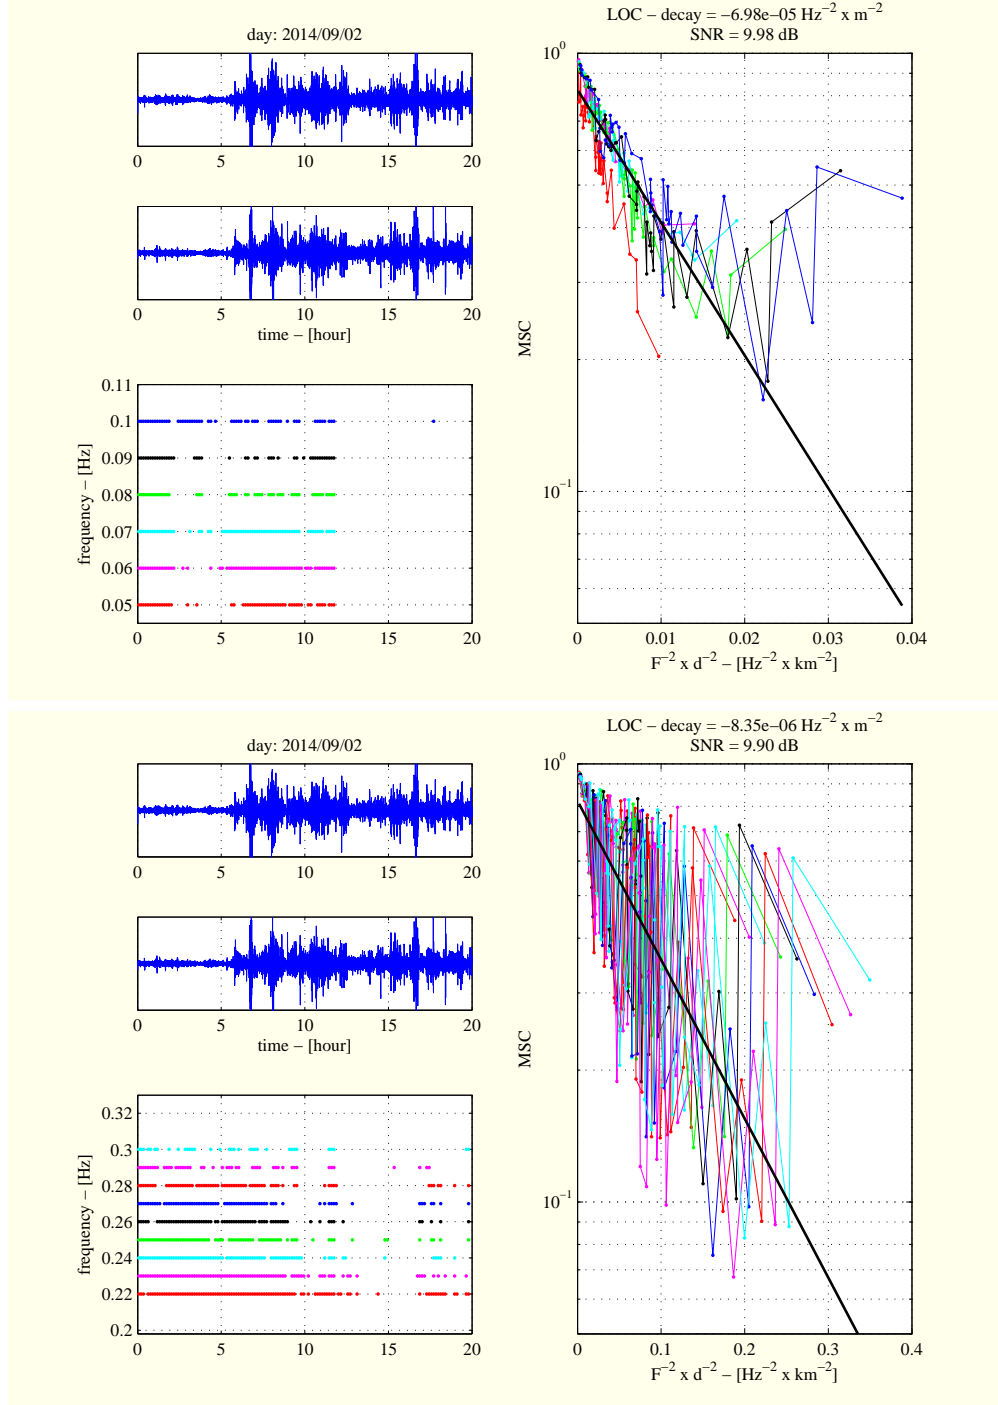 day: 2014/09/02
0 5 10 15 20
0 5 10 15 20
time − [hour]
0.11
0.1
0.09
0.08
0.07
0.06
0.05
frequency − [Hz]
0 5 10 15 20
LOC − decay = −6.98e−05 Hz−2 x m−2
SNR = 9.98 dB
100
10−1
MSC
0 0.01 0.02 0.03 0.04
F−2 x d−2 − [Hz−2 x km−2]
day: 2014/09/02
0 5 10 15 20
0 5 10 15 20
time − [hour]
0.32
0.3
0.28
0.26
0.24
0.22
0.2
frequency − [Hz]
0 5 10 15 20
LOC − decay = −8.35e−06 Hz−2 x m−2
SNR = 9.90 dB
100
10−1
MSC
0 0.1 0.2 0.3 0.4
F−2 x d−2 − [Hz−2 x km−2]